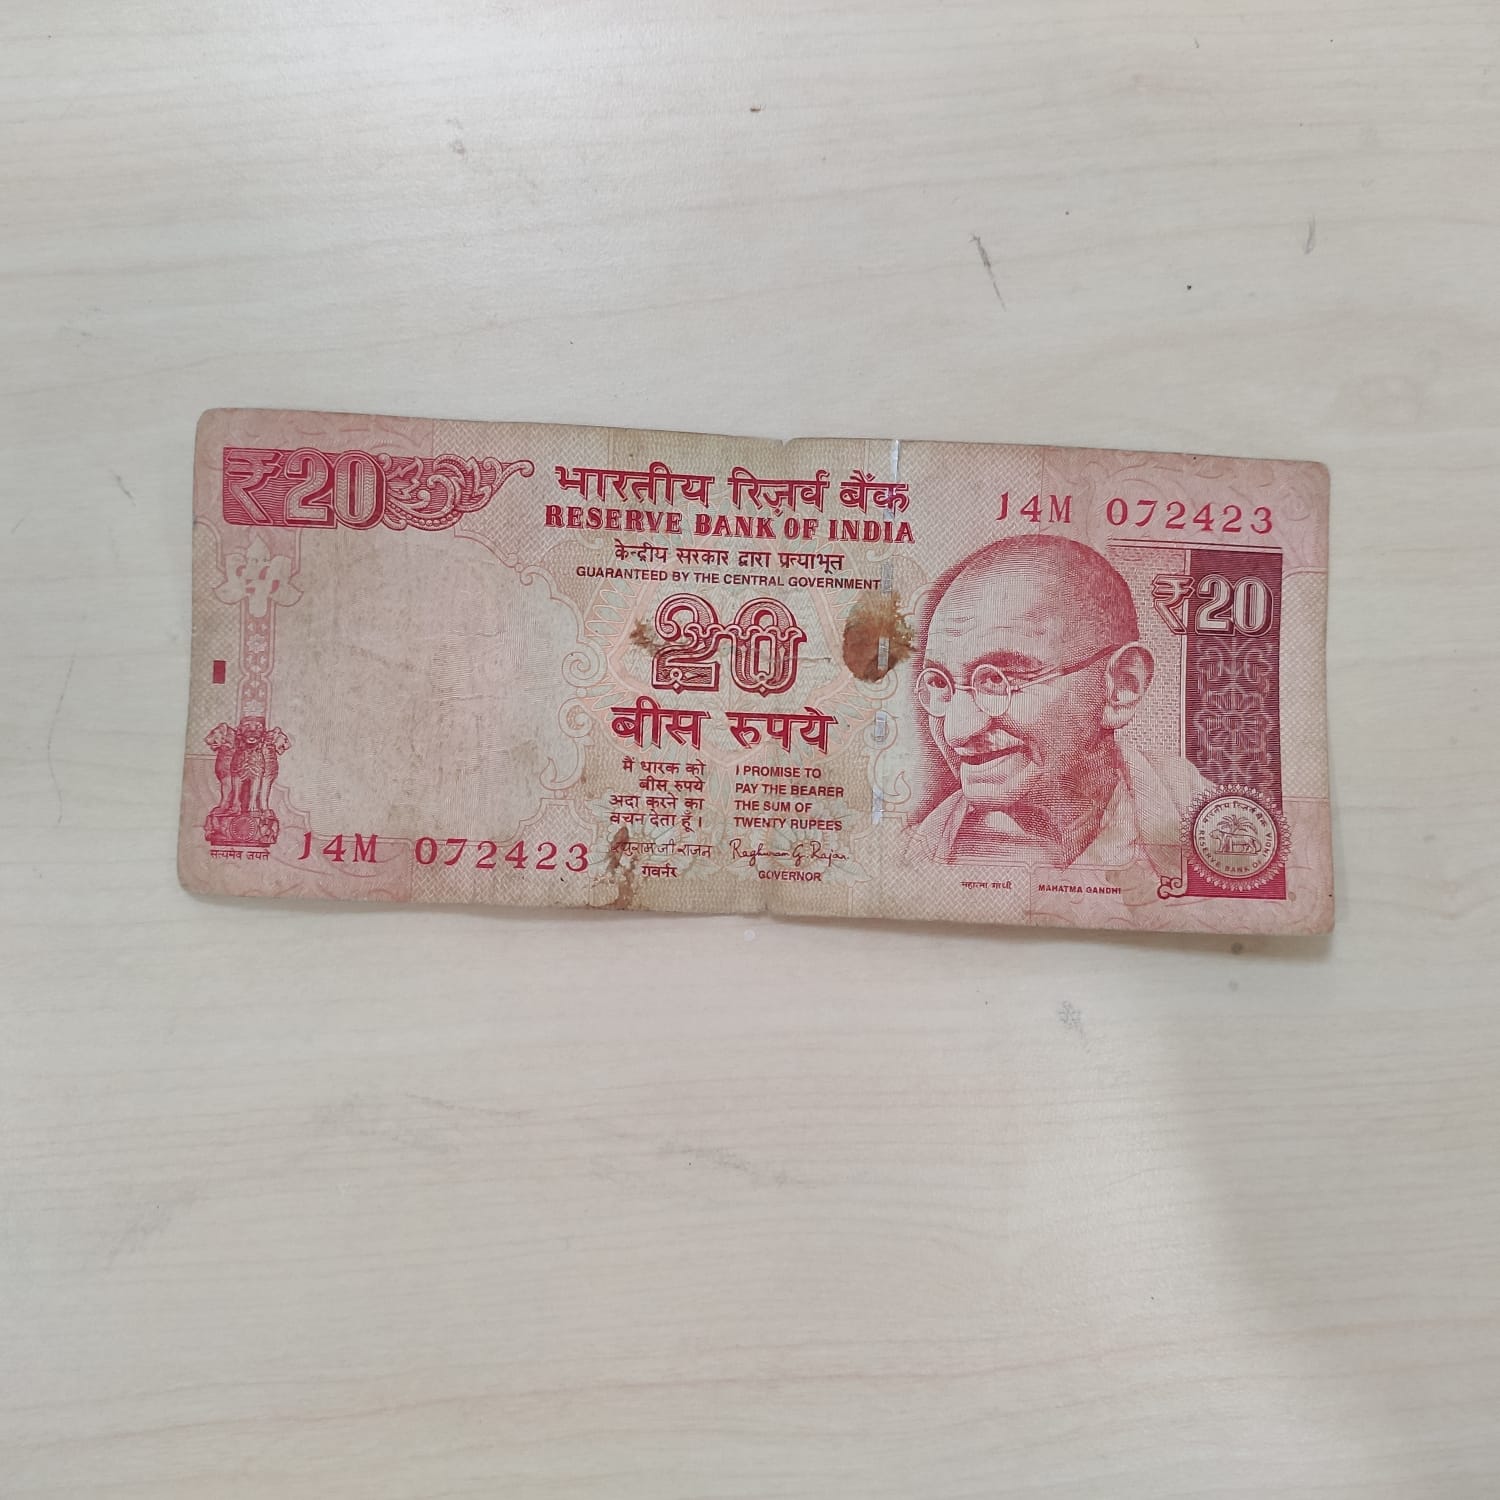 ₹20
भारतीय रिज़र्व बैंक
RESERVE BANK OF INDIA
केन्द्रीय सरकार द्वारा प्रत्याभूत
GUARANTEED BY THE CENTRAL GOVERNMENT
14M 072423
20
₹20
बीस रुपये
मैं धारक को
बीस रुपये
अदा करने का
वचन देता हूँ।
I PROMISE TO
PAY THE BEARER
THE SUM OF
TWENTY RUPEES
सत्यमेव जयते
14M 072423
रघुराम जी राजन
गवर्नर
Raghuram G. Rajan
GOVERNOR
महात्मा गांधी
MAHATMA GANDHI
भारतीय रिज़र्व बैंक
RESERVE BANK OF INDIA